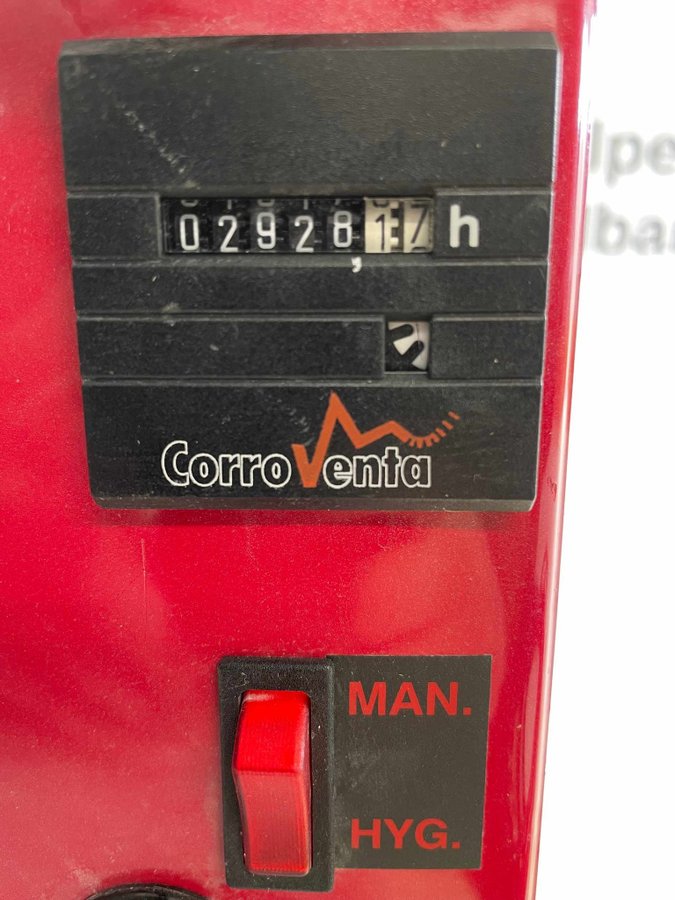 02928,17 h
CorroVenta
MAN.
HYG.